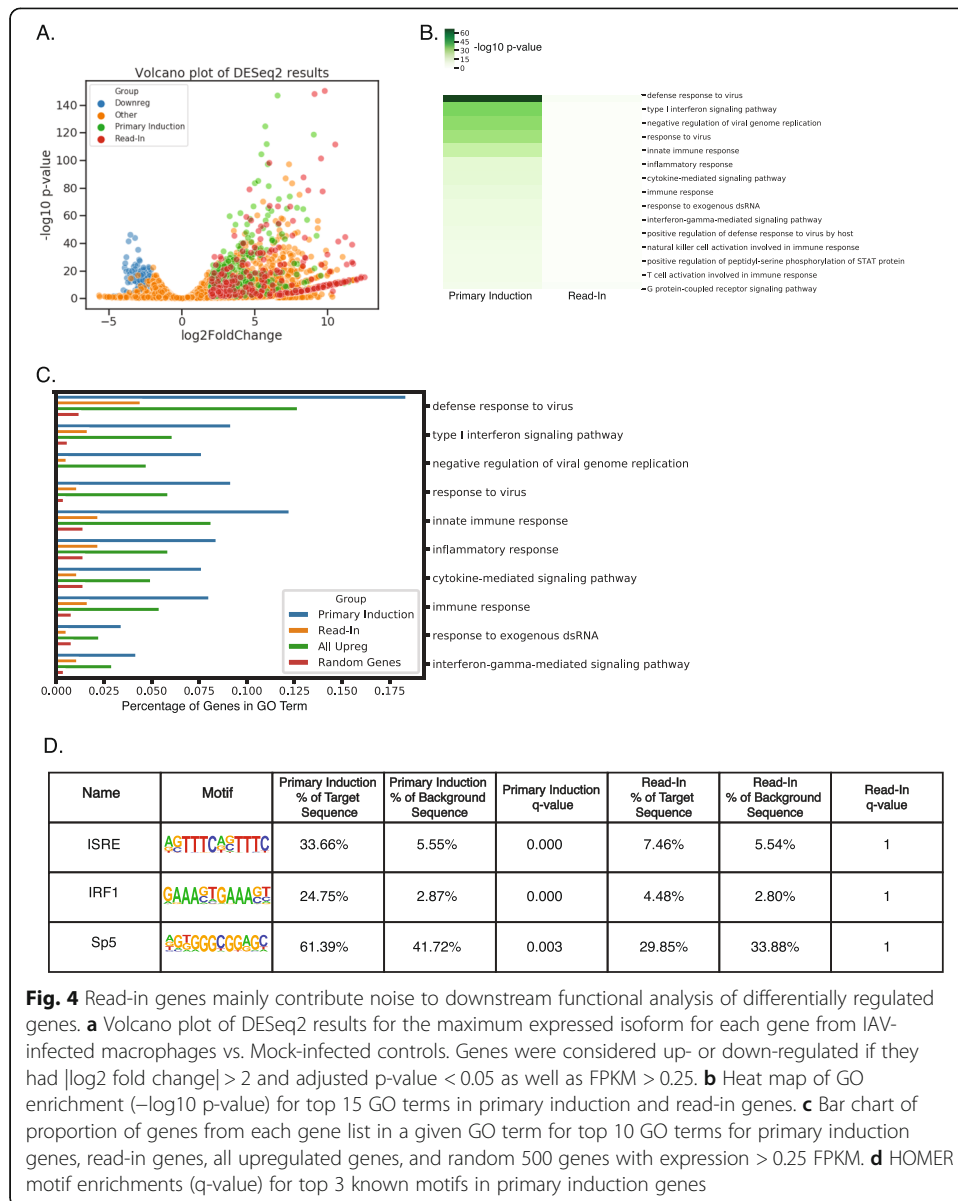 A.
Volcano plot of DESeq2 results
Group
Downreg
Other
Primary Induction
Read-In
140
120
100
80
60
40
20
0
-log10 p-value
−5
0
5
10
log2FoldChange
B.
60
45
30
15
0
-log10 p-value
defense response to virus
type I interferon signaling pathway
negative regulation of viral genome replication
response to virus
innate immune response
inflammatory response
cytokine-mediated signaling pathway
immune response
response to exogenous dsRNA
interferon-gamma-mediated signaling pathway
positive regulation of defense response to virus by host
natural killer cell activation involved in immune response
positive regulation of peptidyl-serine phosphorylation of STAT protein
T cell activation involved in immune response
G protein-coupled receptor signaling pathway
Primary Induction
Read-In
C.
defense response to virus
type I interferon signaling pathway
negative regulation of viral genome replication
response to virus
innate immune response
inflammatory response
cytokine-mediated signaling pathway
immune response
response to exogenous dsRNA
interferon-gamma-mediated signaling pathway
Group
Primary Induction
Read-In
All Upreg
Random Genes
0.000 0.025 0.050 0.075 0.100 0.125 0.150 0.175
Percentage of Genes in GO Term
D.
Name Motif Primary Induction % of Target Sequence Primary Induction % of Background Sequence Primary Induction q-value Read-In % of Target Sequence Read-In % of Background Sequence Read-In q-value
ISRE AGTTTCAGTTTC 33.66% 5.55% 0.000 7.46% 5.54% 1
IRF1 GAAAGTGAAAGT 24.75% 2.87% 0.000 4.48% 2.80% 1
Sp5 AGTGGGCGGAGC 61.39% 41.72% 0.003 29.85% 33.88% 1
Fig. 4 Read-in genes mainly contribute noise to downstream functional analysis of differentially regulated
genes. a Volcano plot of DESeq2 results for the maximum expressed isoform for each gene from IAV-
infected macrophages vs. Mock-infected controls. Genes were considered up- or down-regulated if they
had |log2 fold change| > 2 and adjusted p-value < 0.05 as well as FPKM > 0.25. b Heat map of GO
enrichment (−log10 p-value) for top 15 GO terms in primary induction and read-in genes. c Bar chart of
proportion of genes from each gene list in a given GO term for top 10 GO terms for primary induction
genes, read-in genes, all upregulated genes, and random 500 genes with expression > 0.25 FPKM. d HOMER
motif enrichments (q-value) for top 3 known motifs in primary induction genes